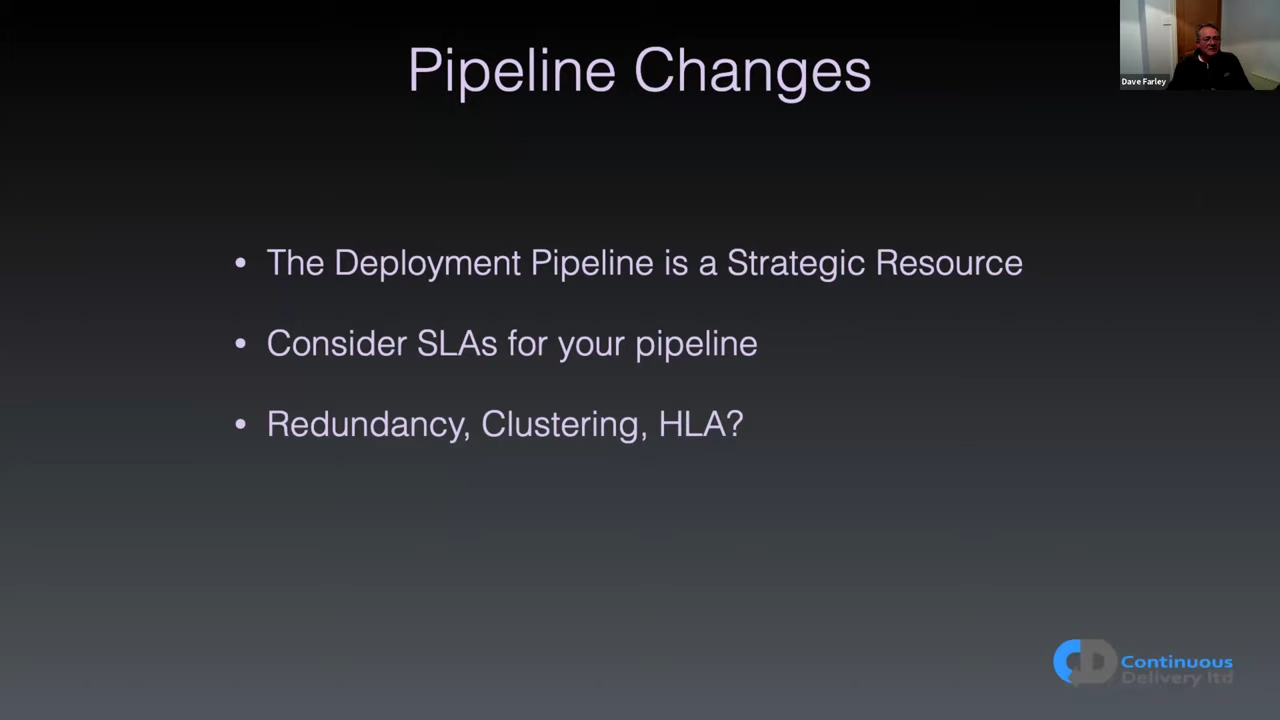 Pipeline Changes
Dave Farley
• The Deployment Pipeline is a Strategic Resource
• Consider SLAs for your pipeline
• Redundancy, Clustering, HLA?
CD Continuous
Delivery ltd